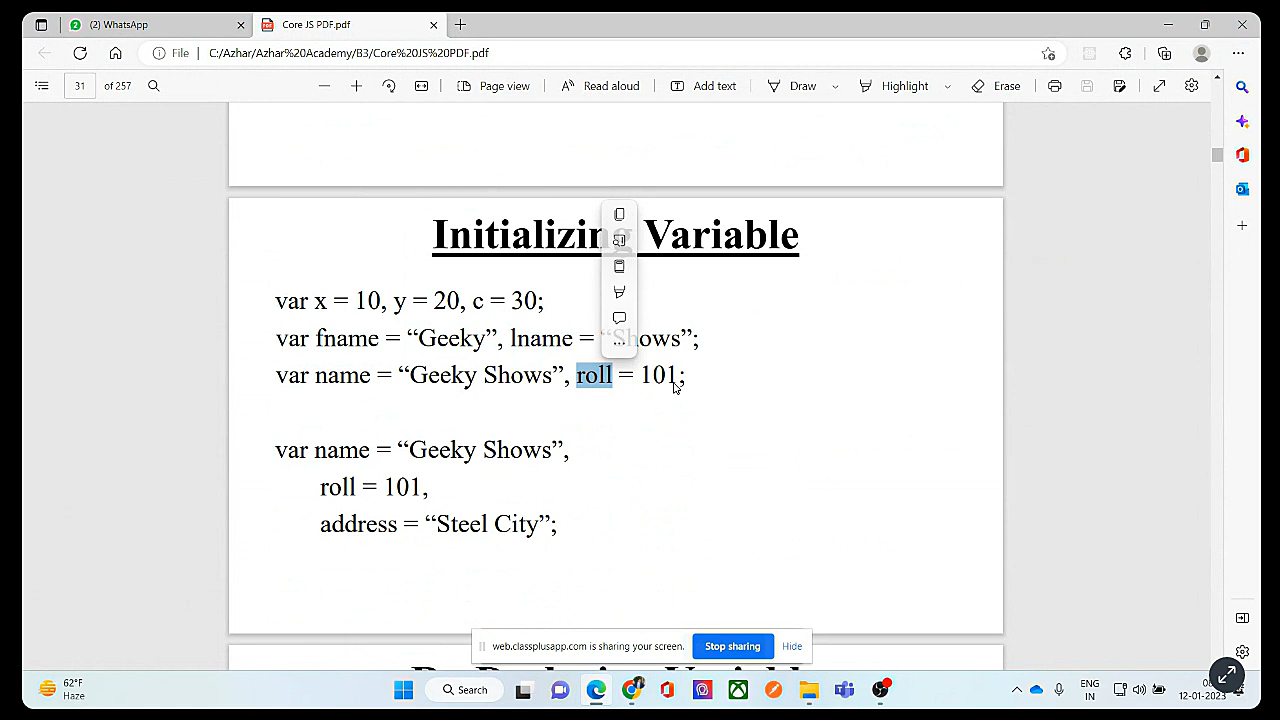 (2) WhatsApp
Core JS PDF.pdf
File
C:/Azhar/Azhar%20Academy/B3/Core%20JS%20PDF.pdf
31 of 257
Page view
Read aloud
Add text
Draw
Highlight
Erase
Initializing Variable
var x = 10, y = 20, c = 30;
var fname = “Geeky”, lname = “Shows”;
var name = “Geeky Shows”, roll = 101;
var name = “Geeky Shows”,
roll = 101,
address = “Steel City”;
web.classplusapp.com is sharing your screen.
Stop sharing
Hide
Variable
62°F
Haze
Search
ENG
IN
12-01-2023